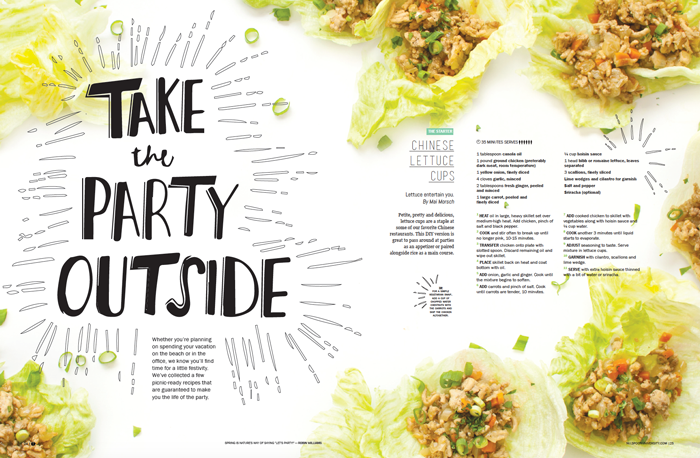 TAKE
the
PARTY
OUTSIDE
Whether you're planning
on spending your vacation
on the beach or in the
office, we know you'll find
time for a little festivity.
We've collected a few
picnic-ready recipes that
are guaranteed to make
you the life of the party.
SPRING IS NATURE'S WAY OF SAYING "LET'S PARTY!" — ROBIN WILLIAMS
THE STARTER
CHINESE
LETTUCE
CUPS
Lettuce entertain you.
By Mai Morsch
Petite, pretty and delicious,
lettuce cups are a staple at
some of our favorite Chinese
restaurants. This DIY version is
great to pass around at parties
as an appetizer or paired
alongside rice as a main course.
35 MINUTES SERVES
1 tablespoon canola oil
1 pound ground chicken (preferably
dark meat, room temperature)
1 yellow onion, finely diced
4 cloves garlic, minced
2 tablespoons fresh ginger, peeled
and minced
1 large carrot, peeled and
finely diced
¼ cup hoisin sauce
1 head bibb or romaine lettuce, leaves
separated
3 scallions, finely sliced
Lime wedges and cilantro for garnish
Salt and pepper
Sriracha (optional)
HEAT oil in large, heavy skillet set over
medium-high heat. Add chicken, pinch of
salt and black pepper.
COOK and stir often to break up until
no longer pink, 10-15 minutes.
TRANSFER chicken onto plate with
slotted spoon. Discard remaining oil and
wipe out skillet.
PLACE skillet back on heat and coat
bottom with oil.
ADD onion, garlic and ginger. Cook until
the mixture begins to soften.
ADD carrots and pinch of salt. Cook
until carrots are tender, 10 minutes.
ADD cooked chicken to skillet with
vegetables along with hoisin sauce and
¼ cup water.
COOK another 3 minutes until liquid
starts to evaporate.
ADJUST seasoning to taste. Serve
mixture in lettuce cups.
GARNISH with cilantro, scallions and
lime wedge.
SERVE with extra hoisin sauce thinned
with a bit of water or sriracha.